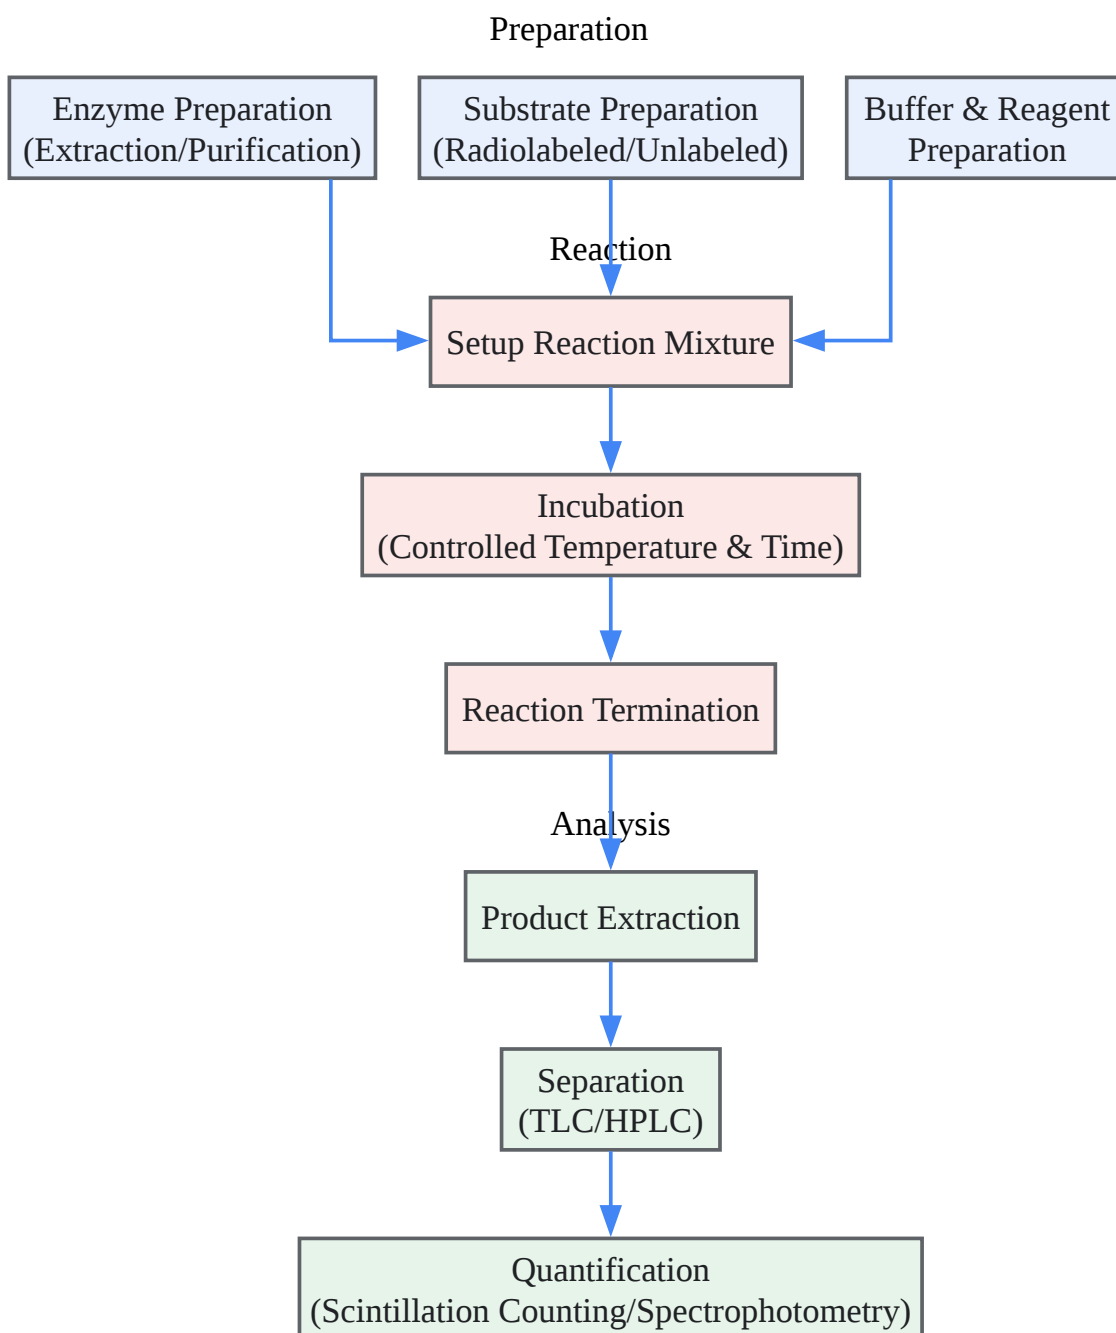 Preparation
Enzyme Preparation
(Extraction/Purification)
Substrate Preparation
(Radiolabeled/Unlabeled)
Buffer & Reagent
Preparation
Reaction
Setup Reaction Mixture
Incubation
(Controlled Temperature & Time)
Reaction Termination
Analysis
Product Extraction
Separation
(TLC/HPLC)
Quantification
(Scintillation Counting/Spectrophotometry)